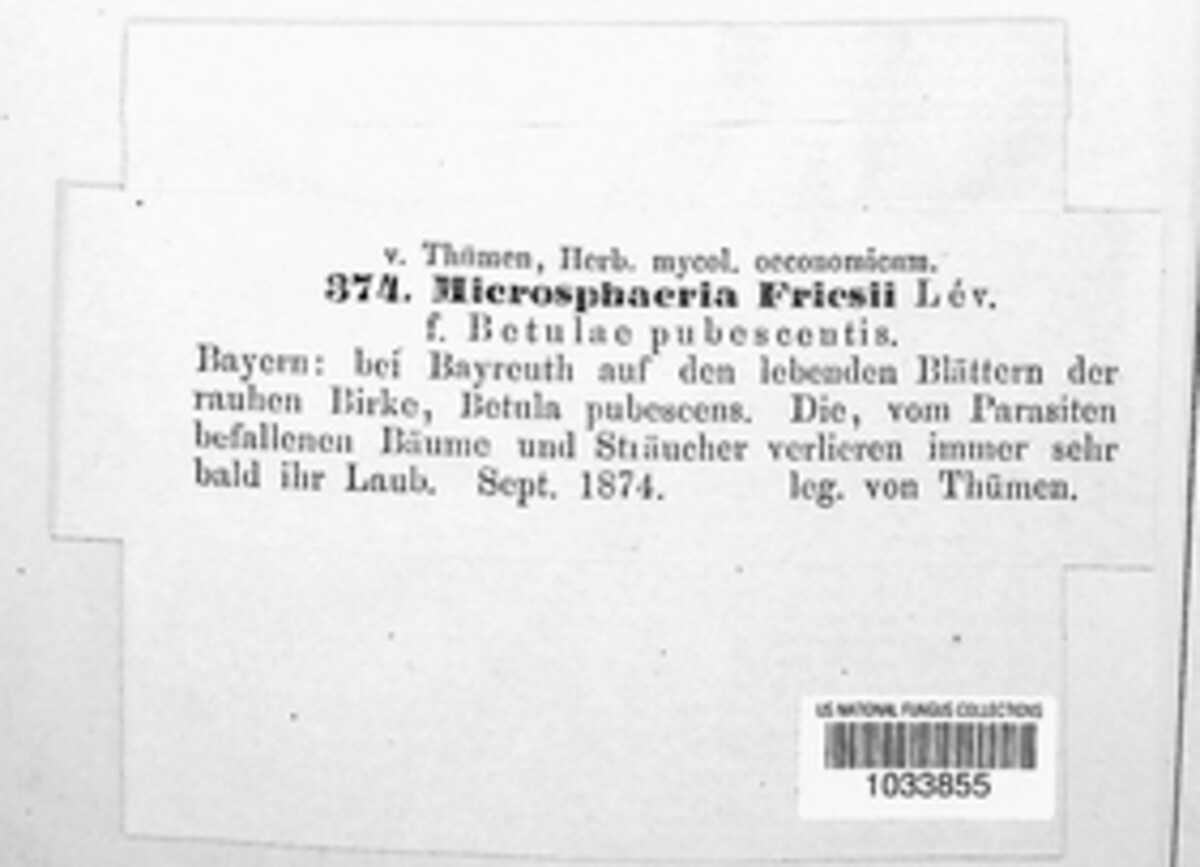 v. Thümen, Herb. mycol. oeconomicum.
374. Microsphaeria Friesii Lév.
f. Betulae pubescentis.
Bayern: bei Bayreuth auf den lebenden Blättern der
rauhen Birke, Betula pubescens. Die, vom Parasiten
befallenen Bäume und Sträucher verlieren immer sehr
bald ihr Laub. Sept. 1874. leg. von Thümen.
US NATIONAL FUNGUS COLLECTIONS
1033855